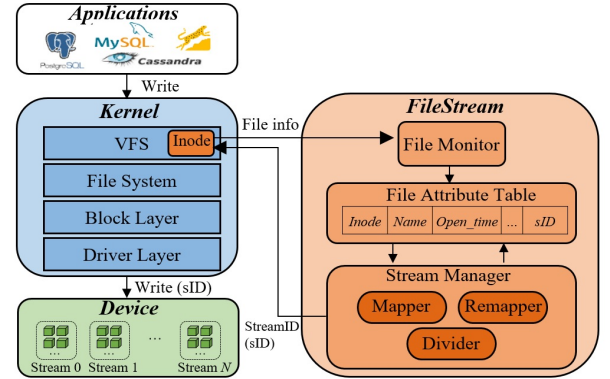 Applications
PostgreSQL
MySQL
Cassandra
Write
Kernel
VFS
Inode
File System
Block Layer
Driver Layer
Write (sID)
Device
...
...
...
...
Stream 0
Stream 1
Stream N
File info
StreamID
(sID)
FileStream
File Monitor
File Attribute Table
Inode Name Open_time ... sID
Stream Manager
Mapper
Remapper
Divider